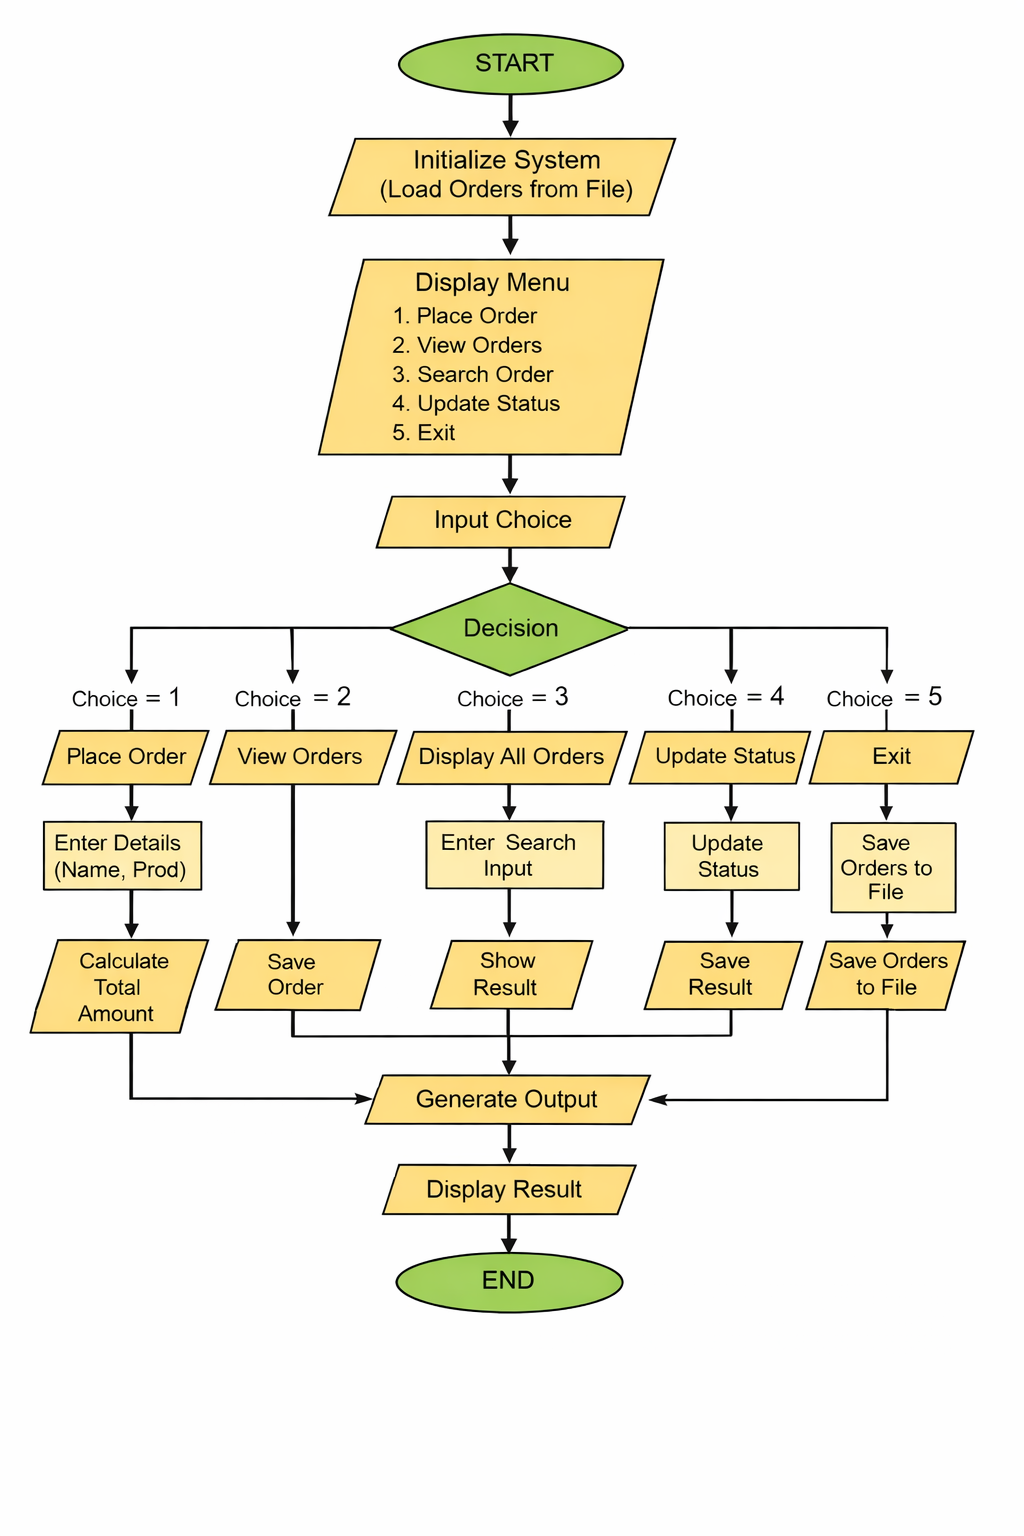 START
Initialize System
(Load Orders from File)
Display Menu
1. Place Order
2. View Orders
3. Search Order
4. Update Status
5. Exit
Input Choice
Decision
Choice = 1
Choice = 2
Choice = 3
Choice = 4
Choice = 5
Place Order
View Orders
Display All Orders
Update Status
Exit
Enter Details
(Name, Prod)
Enter Search
Input
Update
Status
Save
Orders to
File
Calculate
Total
Amount
Save
Order
Show
Result
Save
Result
Save Orders
to File
Generate Output
Display Result
END